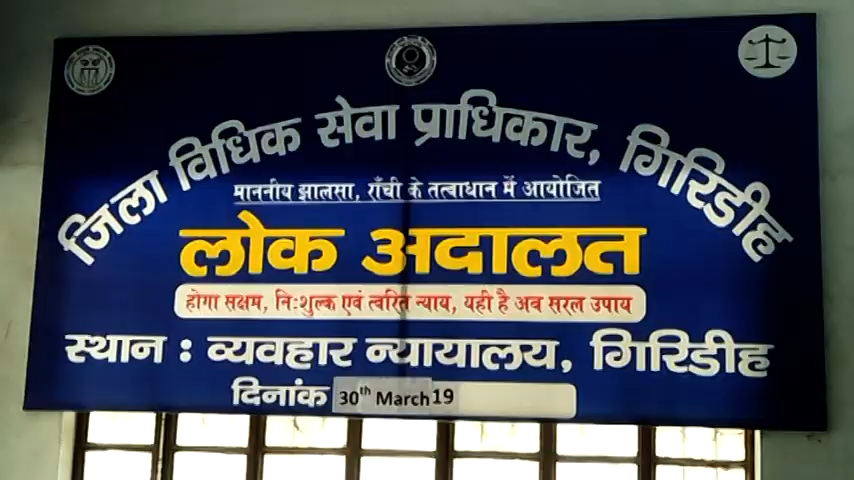 जिला विधिक सेवा प्राधिकार, गिरिडीह
माननीय झालसा, राँची के तत्वाधान में आयोजित
लोक अदालत
होगा सक्षम, निःशुल्क एवं त्वरित न्याय, यही है अब सरल उपाय
स्थान : व्यवहार न्यायालय, गिरिडीह
दिनांक 30th March 19